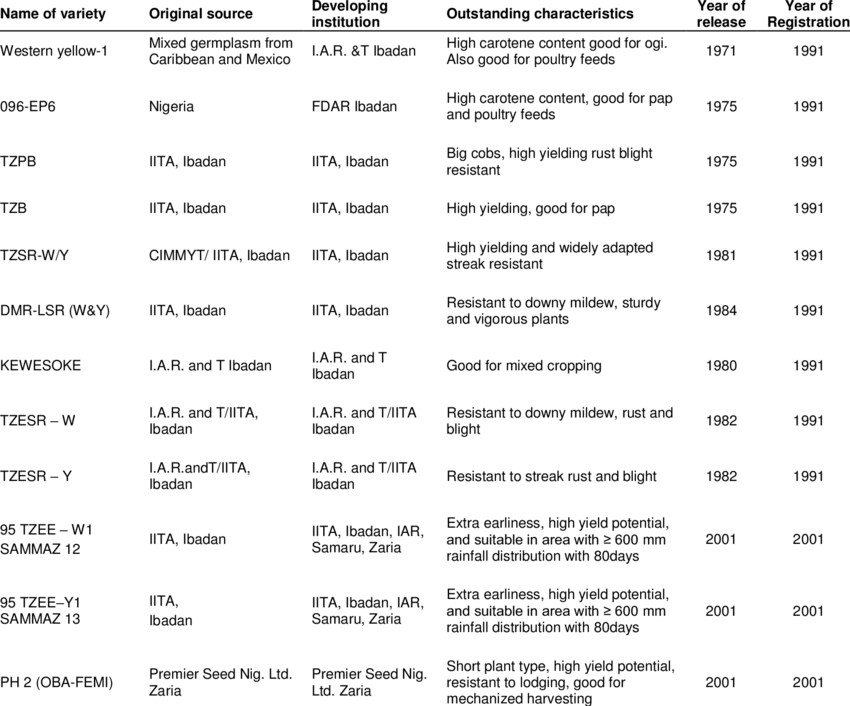 Name of variety Original source Developing institution Outstanding characteristics Year of release Year of Registration
Western yellow-1 Mixed germplasm from Caribbean and Mexico I.A.R. &T Ibadan High carotene content good for ogi. Also good for poultry feeds 1971 1991
096-EP6 Nigeria FDAR Ibadan High carotene content, good for pap and poultry feeds 1975 1991
TZPB IITA, Ibadan IITA, Ibadan Big cobs, high yielding rust blight resistant 1975 1991
TZB IITA, Ibadan IITA, Ibadan High yielding, good for pap 1975 1991
TZSR-W/Y CIMMYT/ IITA, Ibadan IITA, Ibadan High yielding and widely adapted streak resistant 1981 1991
DMR-LSR (W&Y) IITA, Ibadan IITA, Ibadan Resistant to downy mildew, sturdy and vigorous plants 1984 1991
KEWESOKE I.A.R. and T Ibadan I.A.R. and T Ibadan Good for mixed cropping 1980 1991
TZESR – W I.A.R. and T/IITA, Ibadan I.A.R. and T/IITA Ibadan Resistant to downy mildew, rust and blight 1982 1991
TZESR – Y I.A.R.andT/IITA, Ibadan I.A.R. and T/IITA Ibadan Resistant to streak rust and blight 1982 1991
95 TZEE – W1 SAMMAZ 12 IITA, Ibadan IITA, Ibadan, IAR, Samaru, Zaria Extra earliness, high yield potential, and suitable in area with ≥ 600 mm rainfall distribution with 80days 2001 2001
95 TZEE–Y1 SAMMAZ 13 IITA, Ibadan IITA, Ibadan, IAR, Samaru, Zaria Extra earliness, high yield potential, and suitable in area with ≥ 600 mm rainfall distribution with 80days 2001 2001
PH 2 (OBA-FEMI) Premier Seed Nig. Ltd. Zaria Premier Seed Nig. Ltd. Zaria Short plant type, high yield potential, resistant to lodging, good for mechanized harvesting 2001 2001